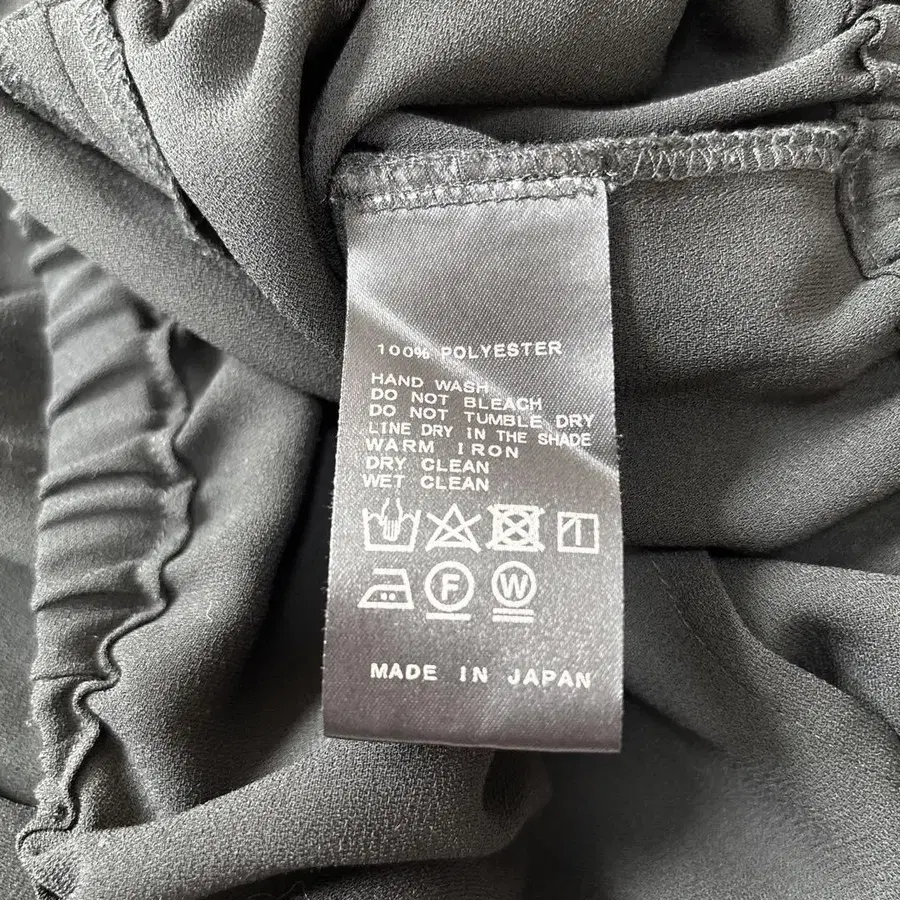 100% POLYESTER
HAND WASH
DO NOT BLEACH
DO NOT TUMBLE DRY
LINE DRY IN THE SHADE
WARM IRON
DRY CLEAN
WET CLEAN
F W
MADE IN JAPAN